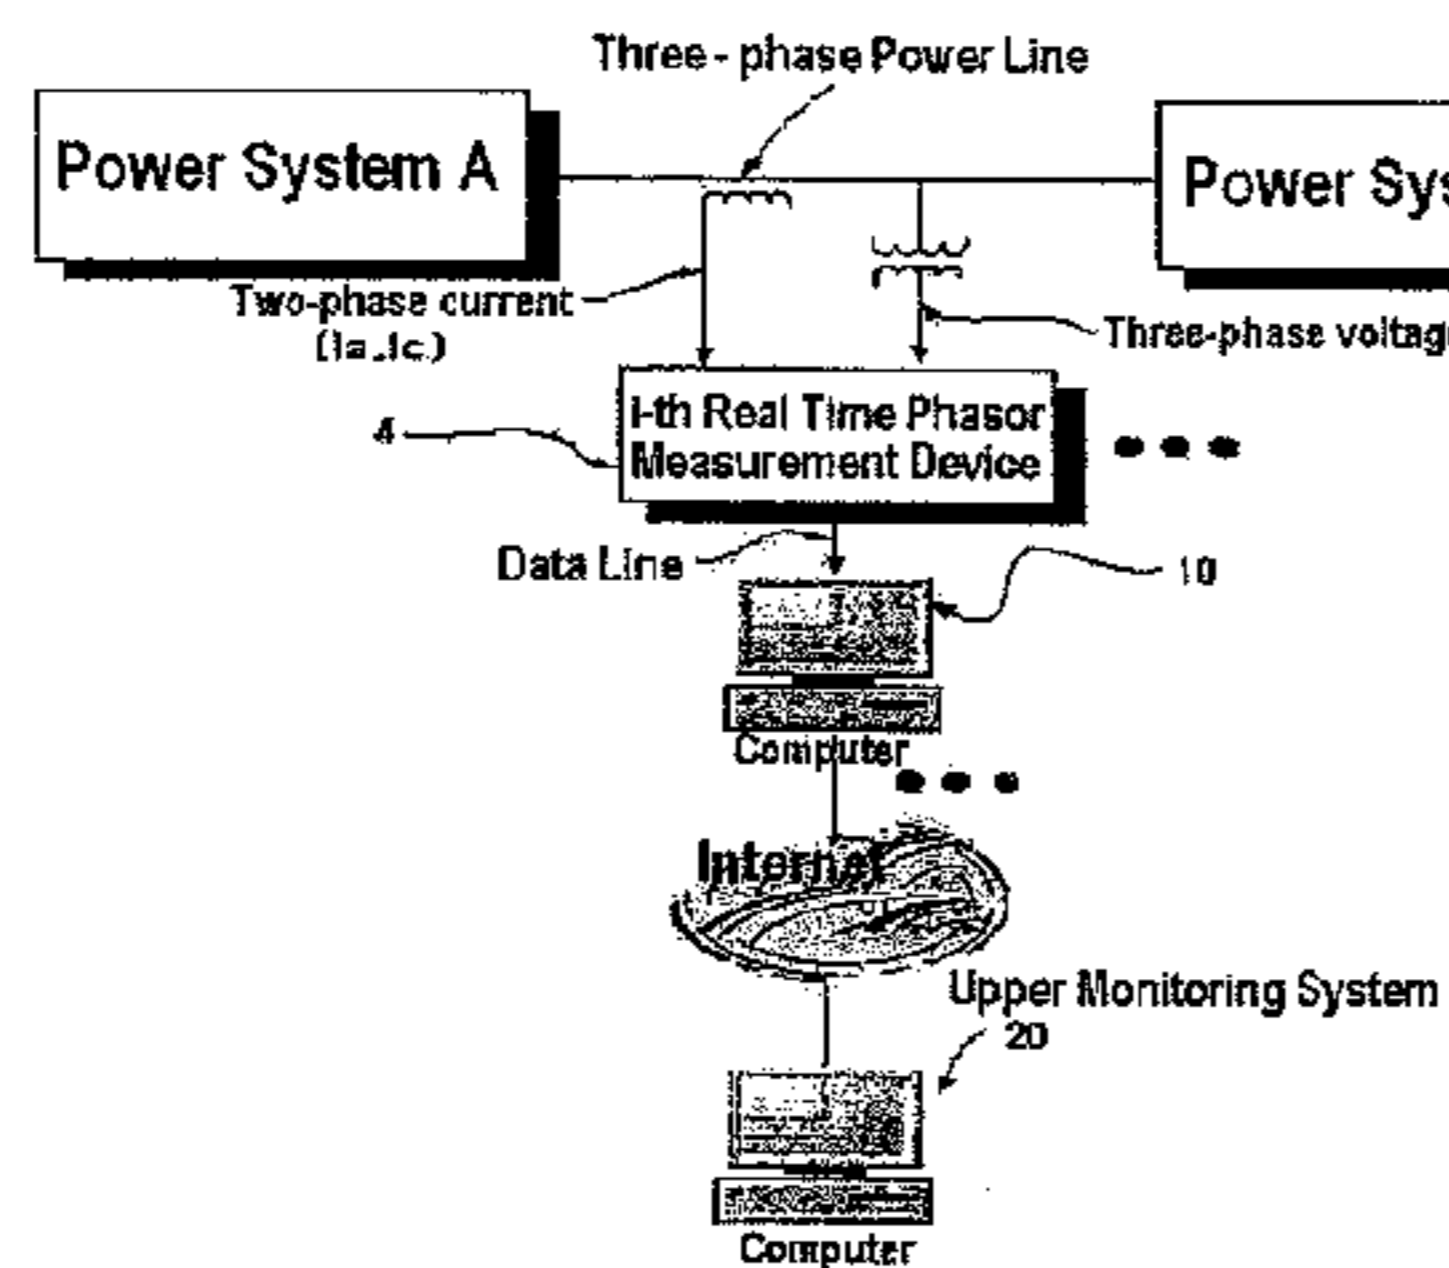 Three - phase Power Line
Power System A
Power Sys
Two-phase current
(Ia,Ic)
Three-phase voltage
i-th Real Time Phasor
Measurement Device
4
Data Line
10
Computer
Internet
Upper Monitoring System
20
Computer